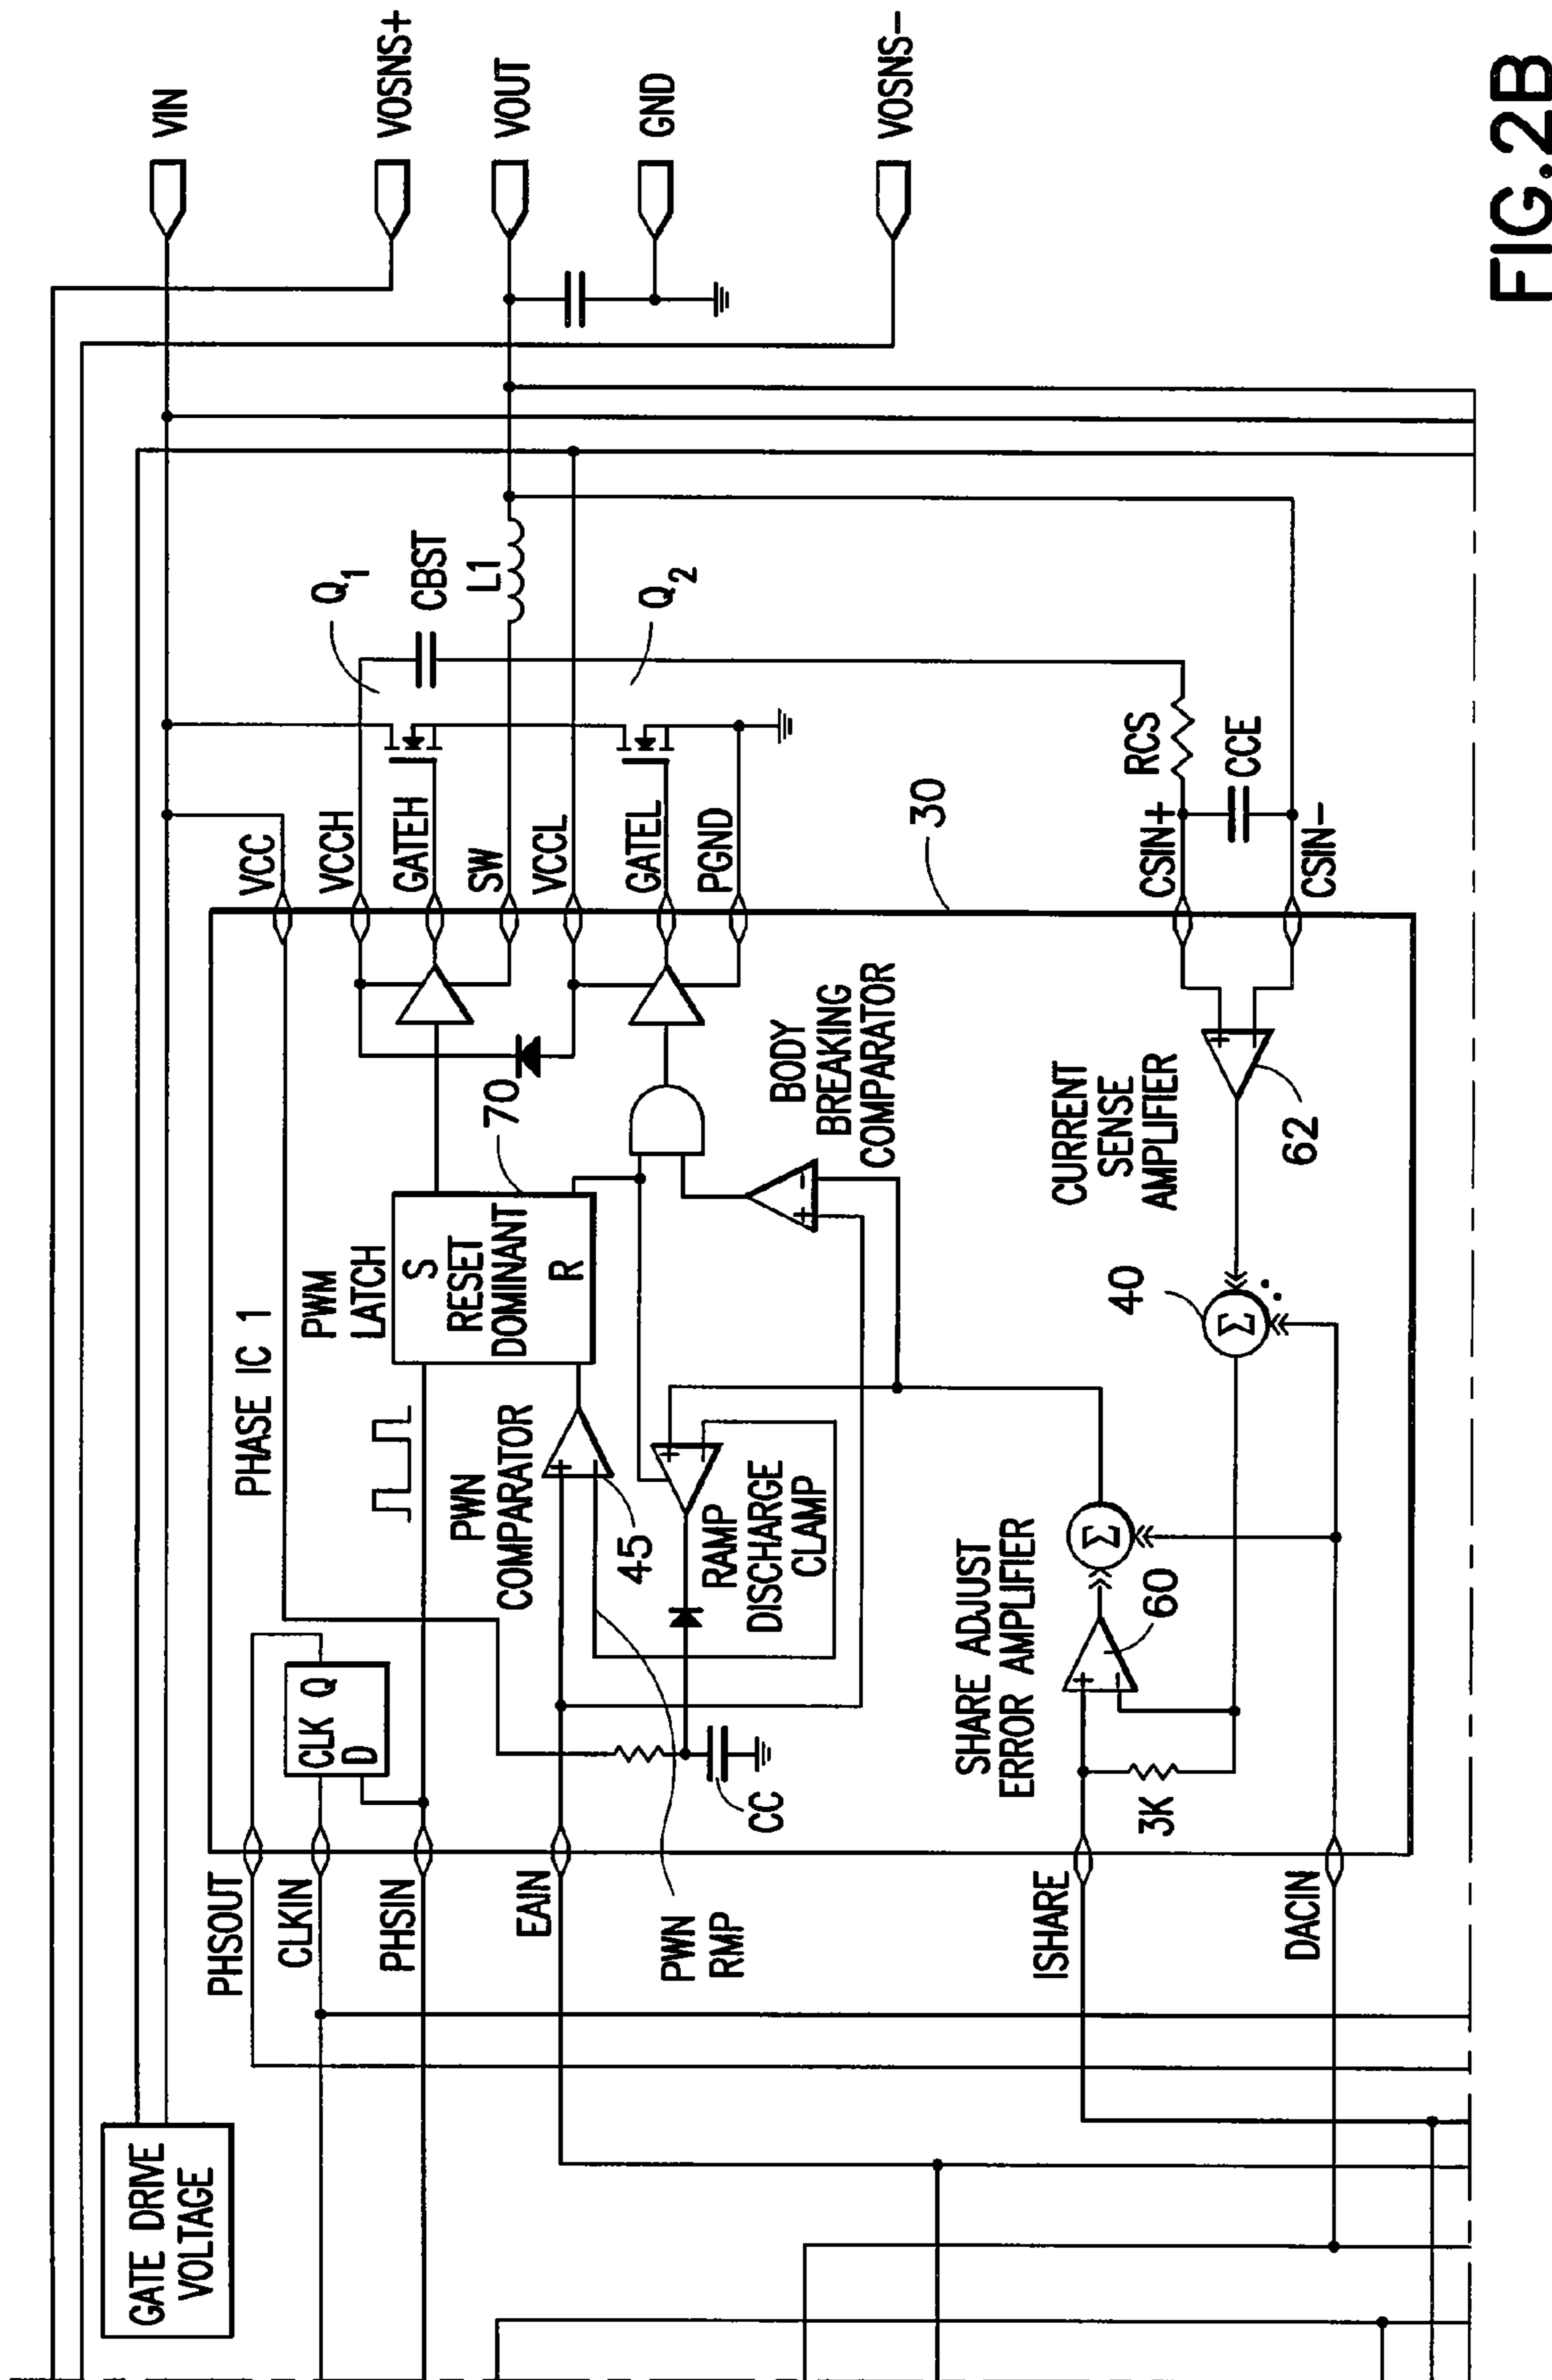 GATE DRIVE
VOLTAGE
VIN
VOSNS+
VOUT
GND
VOSNS-
PHSOUT
CLKIN
PHSIN
EAIN
PWN
RMP
ISHARE
DACIN
PHASE IC 1
CLK Q
D
PWM
LATCH
S
RESET
DOMINANT
R
70
PWN
COMPARATOR
45
RAMP
DISCHARGE
CLAMP
CC
BODY
BREAKING
COMPARATOR
+
-
SHARE ADJUST
ERROR AMPLIFIER
60
3K
Σ
Σ
40
CURRENT
SENSE
AMPLIFIER
62
VCC
VCCH
GATEH
SW
VCCL
GATEL
PGND
30
CSIN+
CSIN-
RCS
CCE
Q1
CBST
L1
Q2
FIG.2B